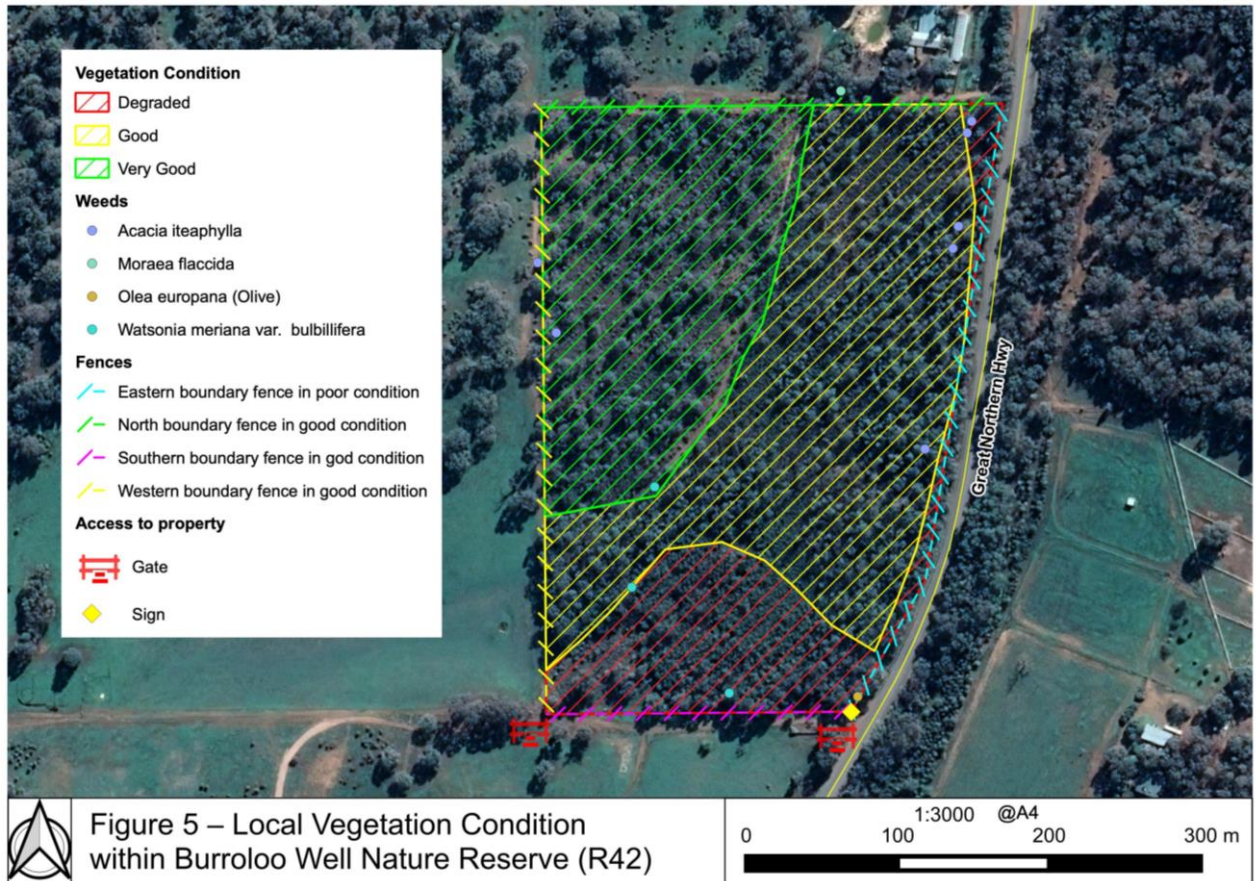 Vegetation Condition
Degraded
Good
Very Good
Weeds
Acacia iteaphylla
Moraea flaccida
Olea europana (Olive)
Watsonia meriana var. bulbillifera
Fences
Eastern boundary fence in poor condition
North boundary fence in good condition
Southern boundary fence in god condition
Western boundary fence in good condition
Access to property
Gate
Sign
Great Northern Hwy
Figure 5 – Local Vegetation Condition
within Burroloo Well Nature Reserve (R42)
1:3000 @A4
0 100 200 300 m